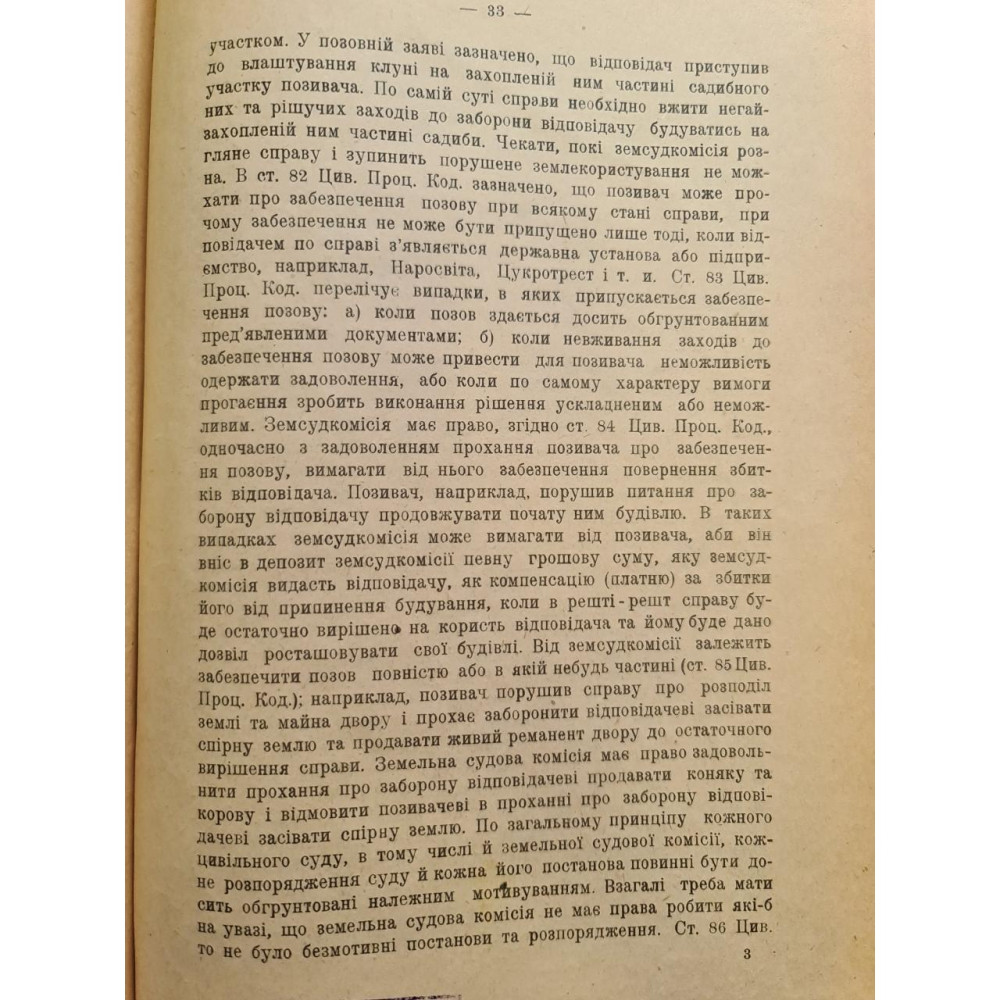 — 33 —
участком. У позовній заяві зазначено, що відповідач приступив
до влаштування клуні на захопленій ним частині садибного
участку позивача. По самій суті справи необхідно вжити негай-
них та рішучих заходів до заборони відповідачу будуватись на
захопленій ним частині садиби. Чекати, покі земсудкомісія роз-
гляне справу і зупинить порушене землекористування не мож-
на. В ст. 82 Цив. Проц. Код. зазначено, що позивач може про-
хати про забезпечення позову при всякому стані справи, при
чому забезпечення не може бути припущено лише тоді, коли від-
повідачем по справі з’являється державна установа або підпри-
ємство, наприклад, Наросвіта, Цукротрест і т. и. Ст. 83 Цив.
Проц. Код. перелічує випадки, в яких припускається забезпе-
чення позову: а) коли позов здається досить обгрунтованним
пред’явленими документами; б) коли невживання заходів до
забезпечення позову може привести для позивача неможливість
одержати задоволення, або коли по самому характеру вимоги
прогаєння зробить виконання рішення ускладненим або немож-
ливим. Земсудкомісія має право, згідно ст. 84 Цив. Проц. Код.,
одночасно з задоволенням прохання позивача про забезпечен-
ня позову, вимагати від нього забезпечення повернення збит-
ків відповідача. Позивач, наприклад, порушив питання про за-
борону відповідачу продовжувати почату ним будівлю. В таких
випадках земсудкомісія може вимагати від позивача, аби він
вніс в депозит земсудкомісії певну грошову суму, яку земсуд-
комісія видасть відповідачу, як компенсацію (платню) за збитки
його від припинення будування, коли в решті-решт справу бу-
де остаточно вирішено на користь відповідача та йому буде дано
дозвіл росташовувати свої будівлі. Від земсудкомісії залежить
забезпечити позов повністю або в якій небудь частині (ст. 85 Цив.
Проц. Код.); наприклад, позивач порушив справу про розподіл
землі та майна двору і прохає заборонити відповідачеві засівати
спірну землю та продавати живий реманент двору до остаточного
вирішення справи. Земельна судова комісія має право задоволь-
нити прохання про заборону відповідачеві продавати коняку та
корову і відмовити позивачеві в проханні про заборону відпові-
дачеві засівати спірну землю. По загальному принціпу кожного
цивільного суду, в тому числі й земельної судової комісії, кож-
не розпорядження суду й кожна його постанова повинні бути до-
сить обгрунтовані належним мотивуванням. Взагалі треба мати
на увазі, що земельна судова комісія не має права робити які-б
то не було безмотивні постанови та розпорядження. Ст. 86 Цив.
3